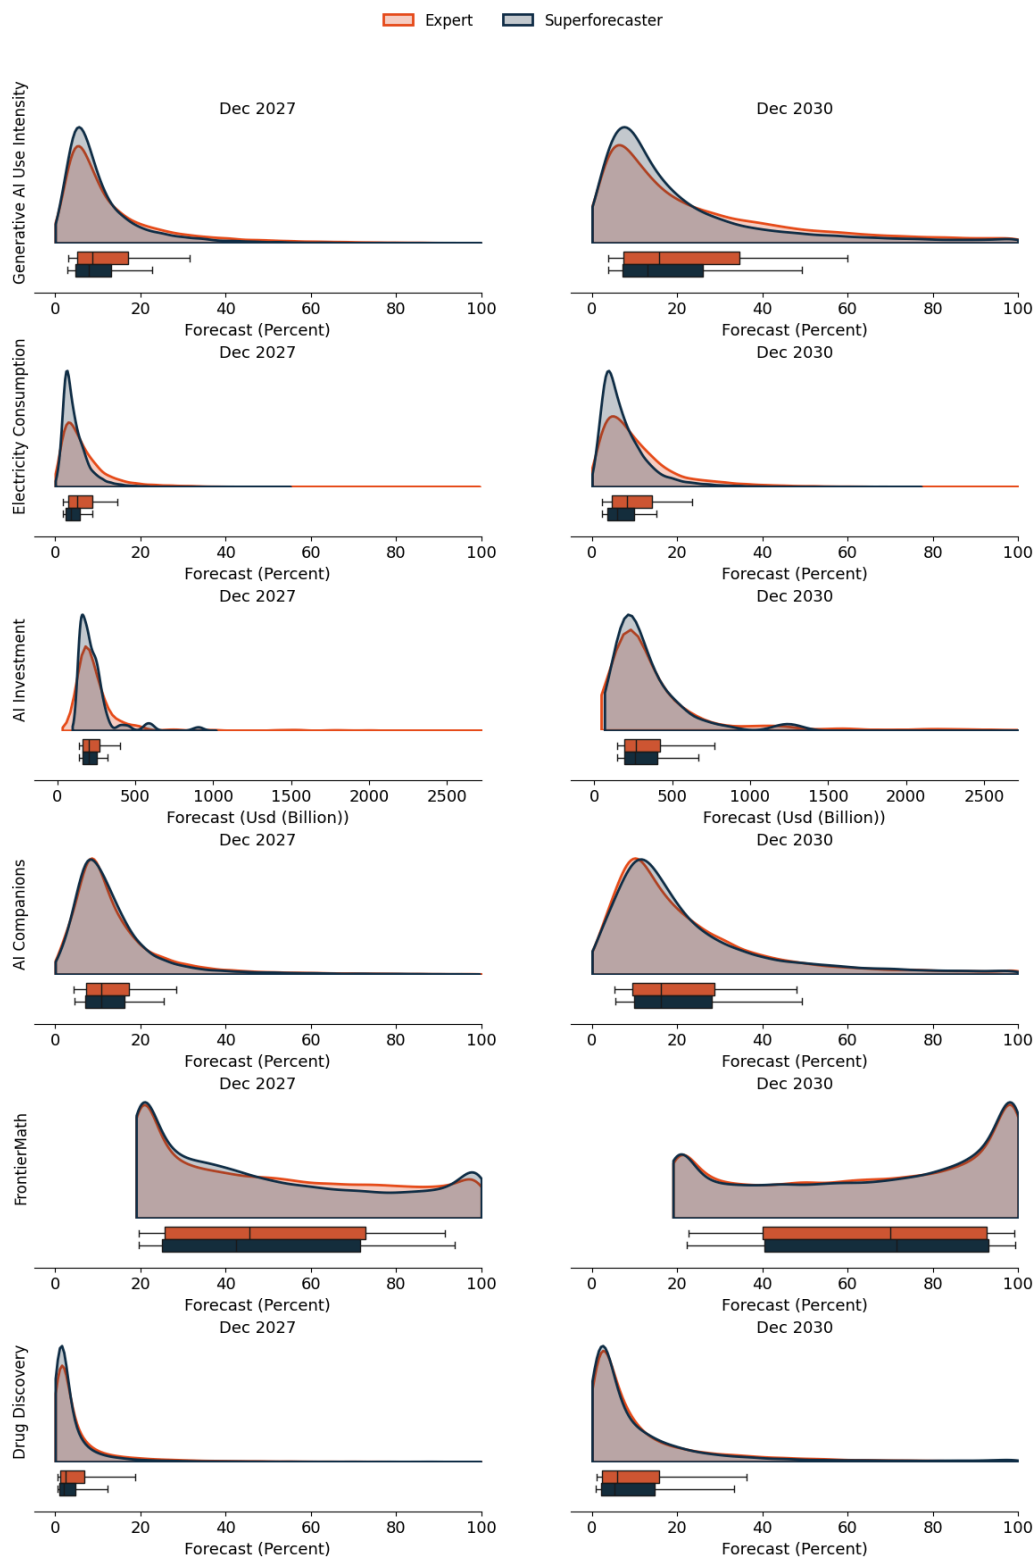 Expert Superforecaster
Generative AI Use Intensity
Dec 2027 Dec 2030
0 20 40 60 80 100 0 20 40 60 80 100
Forecast (Percent) Forecast (Percent)
Electricity Consumption
Dec 2027 Dec 2030
0 20 40 60 80 100 0 20 40 60 80 100
Forecast (Percent) Forecast (Percent)
AI Investment
Dec 2027 Dec 2030
0 500 1000 1500 2000 2500 0 500 1000 1500 2000 2500
Forecast (Usd (Billion)) Forecast (Usd (Billion))
AI Companions
Dec 2027 Dec 2030
0 20 40 60 80 100 0 20 40 60 80 100
Forecast (Percent) Forecast (Percent)
FrontierMath
Dec 2027 Dec 2030
0 20 40 60 80 100 0 20 40 60 80 100
Forecast (Percent) Forecast (Percent)
Drug Discovery
Dec 2027 Dec 2030
0 20 40 60 80 100 0 20 40 60 80 100
Forecast (Percent) Forecast (Percent)